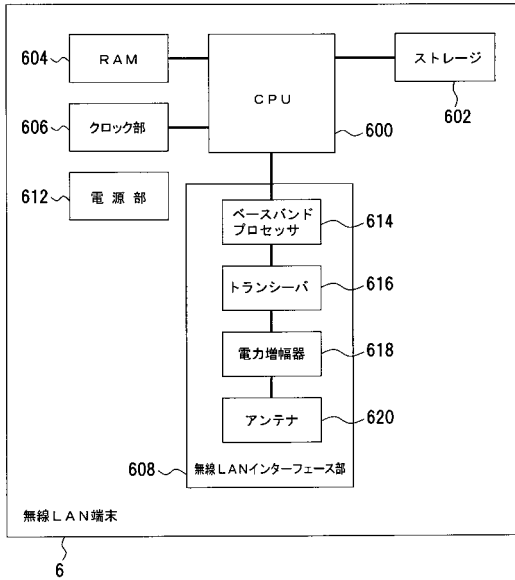 604
ＲＡＭ
ＣＰＵ
600
ストレージ
602
606
クロック部
612
電源部
ベースバンド
プロセッサ
614
トランシーバ
616
電力増幅器
618
アンテナ
620
608
無線ＬＡＮインターフェース部
無線ＬＡＮ端末
6